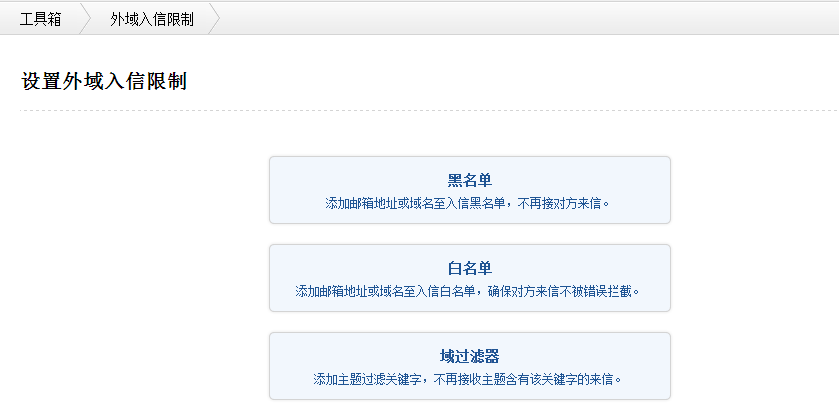 工具箱 外域入信限制
设置外域入信限制
黑名单
添加邮箱地址或域名至入信黑名单，不再接对方来信。
白名单
添加邮箱地址或域名至入信白名单，确保对方来信不被错误拦截。
域过滤器
添加主题过滤关键字，不再接收主题含有该关键字的来信。